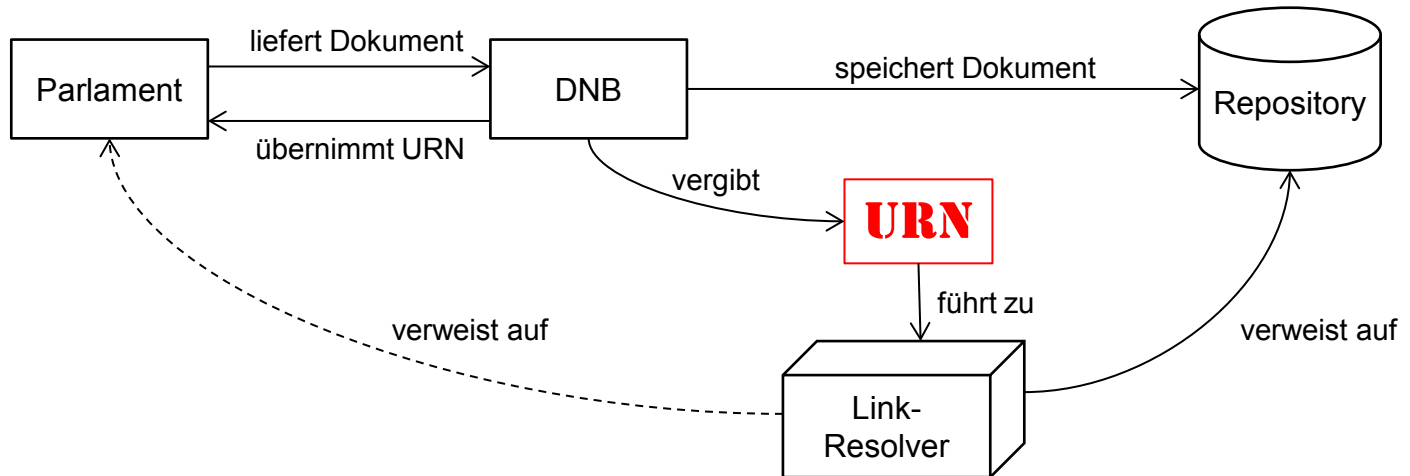 liefert Dokument
Parlament
DNB
speichert Dokument
Repository
übernimmt URN
vergibt
URN
führt zu
verweist auf
verweist auf
Link-
Resolver